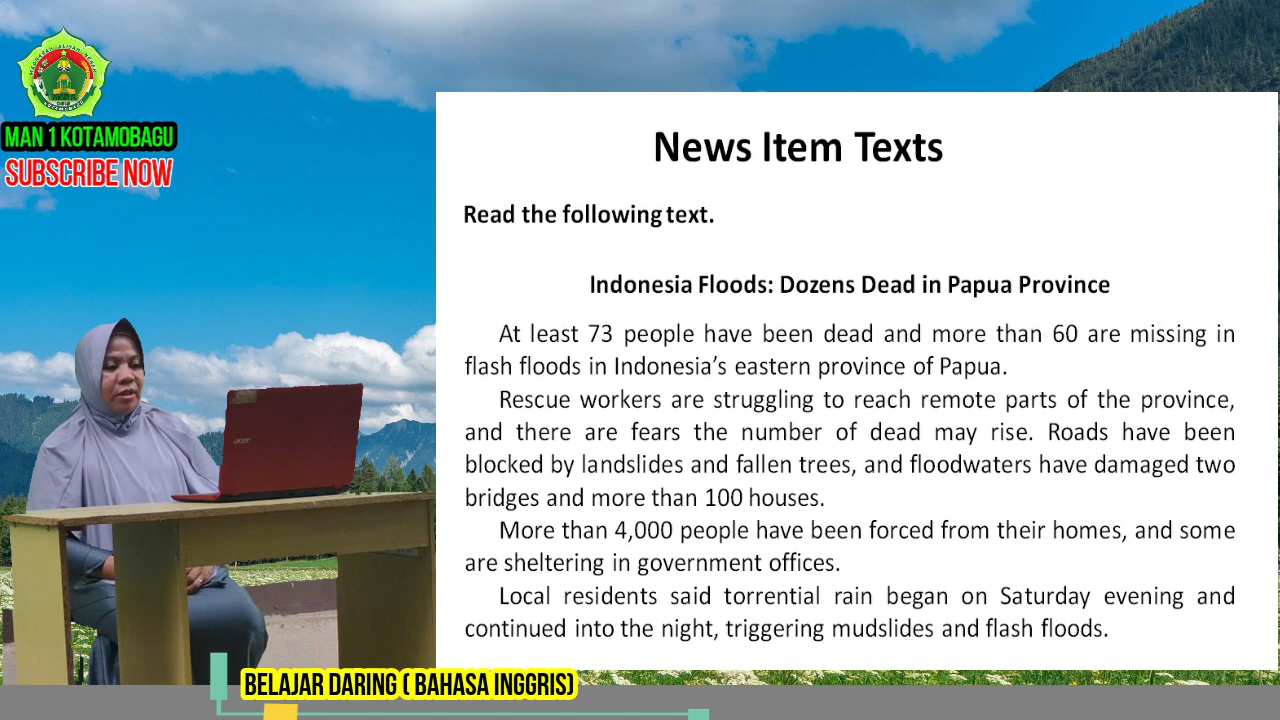 MAN 1 KOTAMOBAGU
SUBSCRIBE NOW
News Item Texts
Read the following text.
Indonesia Floods: Dozens Dead in Papua Province
At least 73 people have been dead and more than 60 are missing in
flash floods in Indonesia’s eastern province of Papua.
Rescue workers are struggling to reach remote parts of the province,
and there are fears the number of dead may rise. Roads have been
blocked by landslides and fallen trees, and floodwaters have damaged two
bridges and more than 100 houses.
More than 4,000 people have been forced from their homes, and some
are sheltering in government offices.
Local residents said torrential rain began on Saturday evening and
continued into the night, triggering mudslides and flash floods.
acer
BELAJAR DARING ( BAHASA INGGRIS)